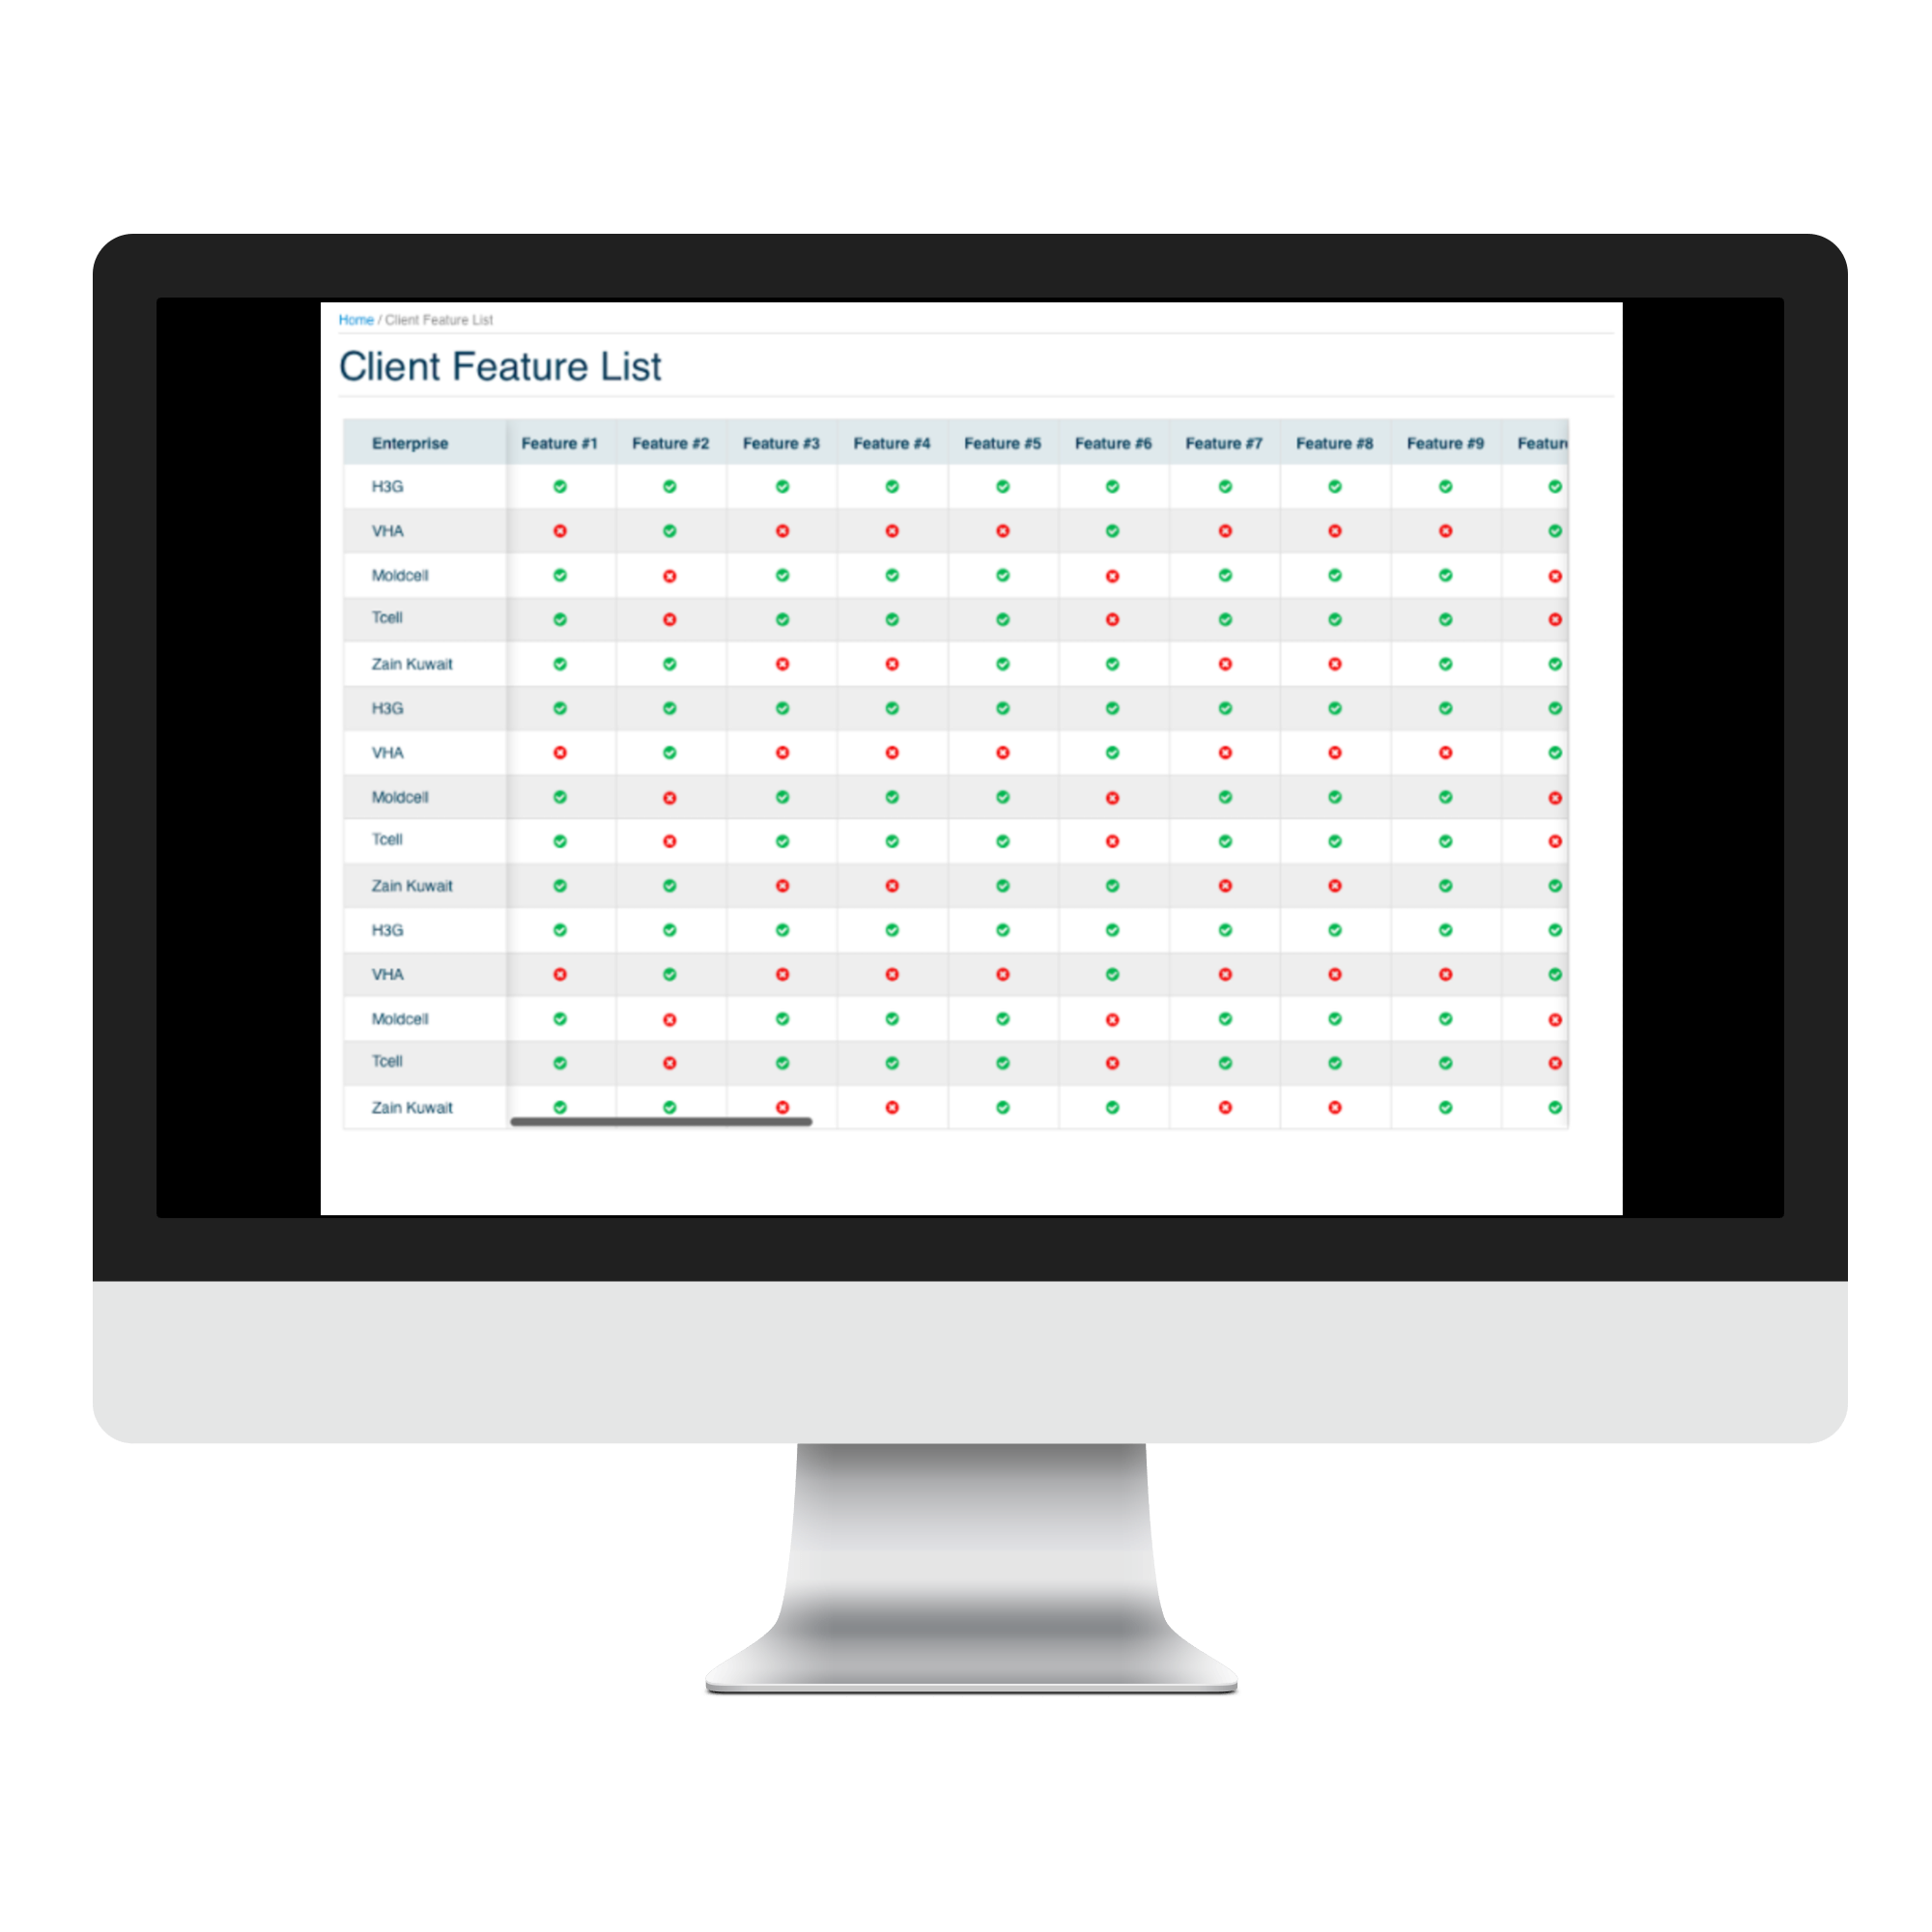 Home / Client Feature List
Client Feature List
Enterprise Feature #1 Feature #2 Feature #3 Feature #4 Feature #5 Feature #6 Feature #7 Feature #8 Feature #9 Feature
H3G
VHA
Moldcell
Tcell
Zain Kuwait
H3G
VHA
Moldcell
Tcell
Zain Kuwait
H3G
VHA
Moldcell
Tcell
Zain Kuwait